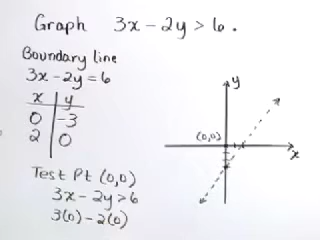 Graph 3x - 2y > 6.
Boundary line
3x - 2y = 6
x y
0 -3
2 0
Test Pt (0,0)
3x - 2y > 6
3(0) - 2(0)
y
(0,0)
x